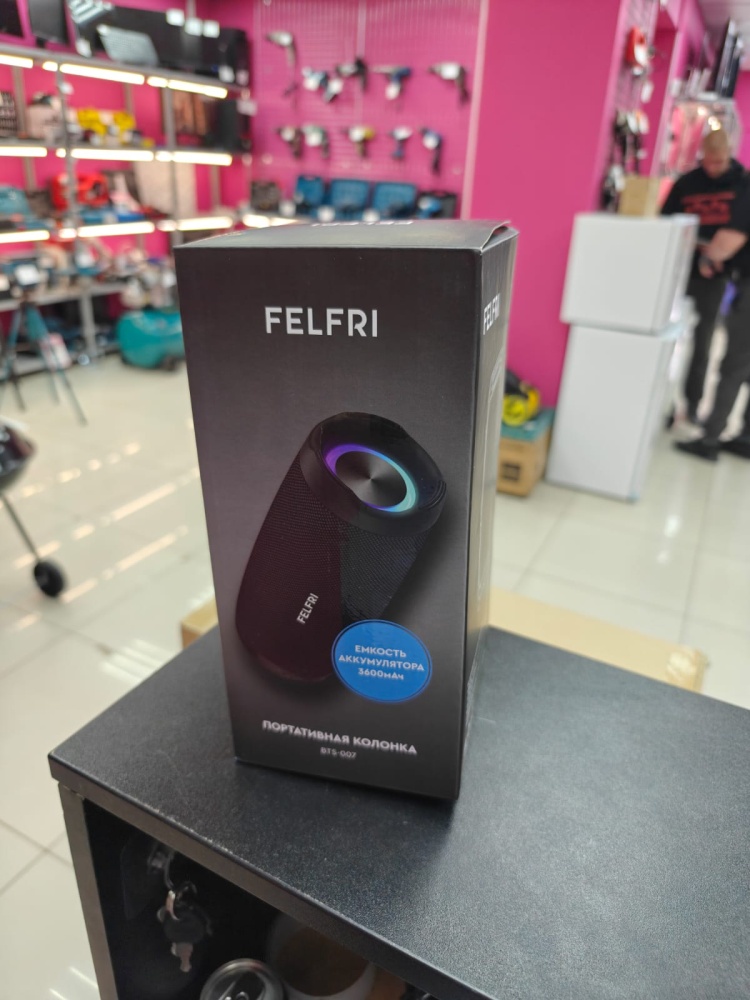 FELFRI
FELFRI
FELFRI
ЕМКОСТЬ
АККУМУЛЯТОРА
3600мАч
ПОРТАТИВНАЯ КОЛОНКА
BTS-007